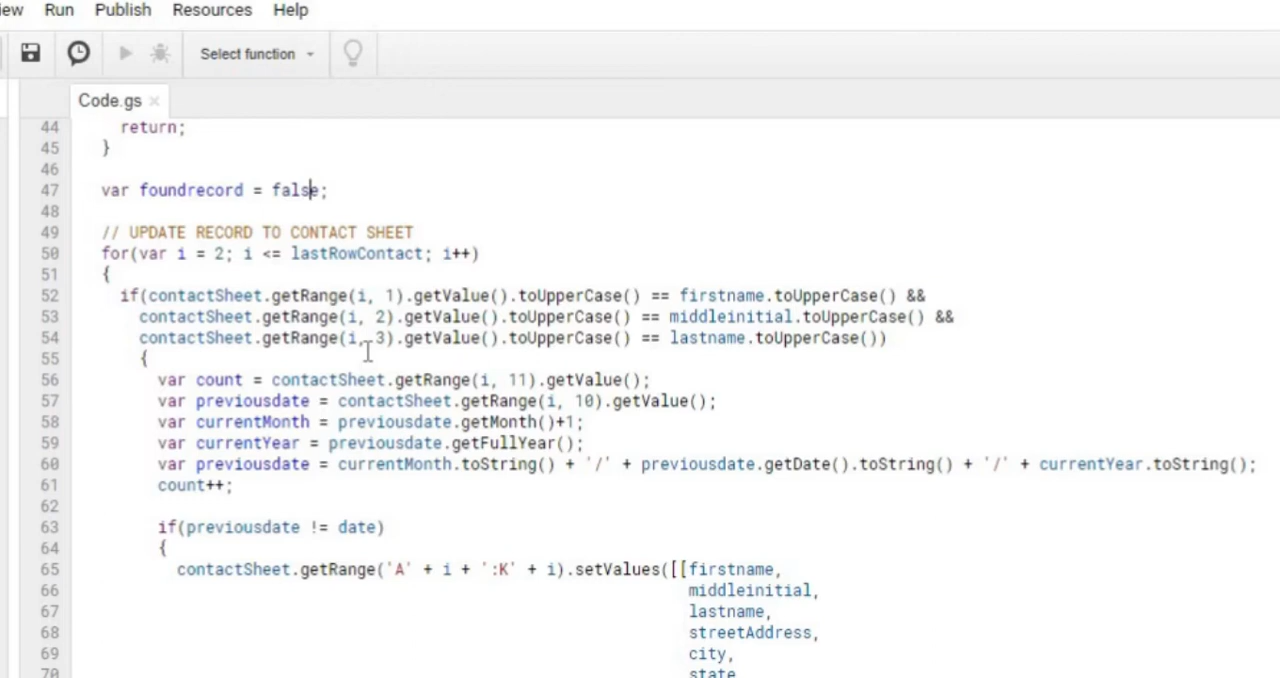 iew Run Publish Resources Help
Select function
Code.gs ×
44 return;
45 }
46
47 var foundrecord = false;
48
49 // UPDATE RECORD TO CONTACT SHEET
50 for(var i = 2; i <= lastRowContact; i++)
51 {
52 if(contactSheet.getRange(i, 1).getValue().toUpperCase() == firstname.toUpperCase() &&
53 contactSheet.getRange(i, 2).getValue().toUpperCase() == middleinitial.toUpperCase() &&
54 contactSheet.getRange(i, 3).getValue().toUpperCase() == lastname.toUpperCase())
55 {
56 var count = contactSheet.getRange(i, 11).getValue();
57 var previousdate = contactSheet.getRange(i, 10).getValue();
58 var currentMonth = previousdate.getMonth()+1;
59 var currentYear = previousdate.getFullYear();
60 var previousdate = currentMonth.toString() + '/' + previousdate.getDate().toString() + '/' + currentYear.toString();
61 count++;
62
63 if(previousdate != date)
64 {
65 contactSheet.getRange('A' + i + ':K' + i).setValues([[firstname,
66 middleinitial,
67 lastname,
68 streetAddress,
69 city,
70 state